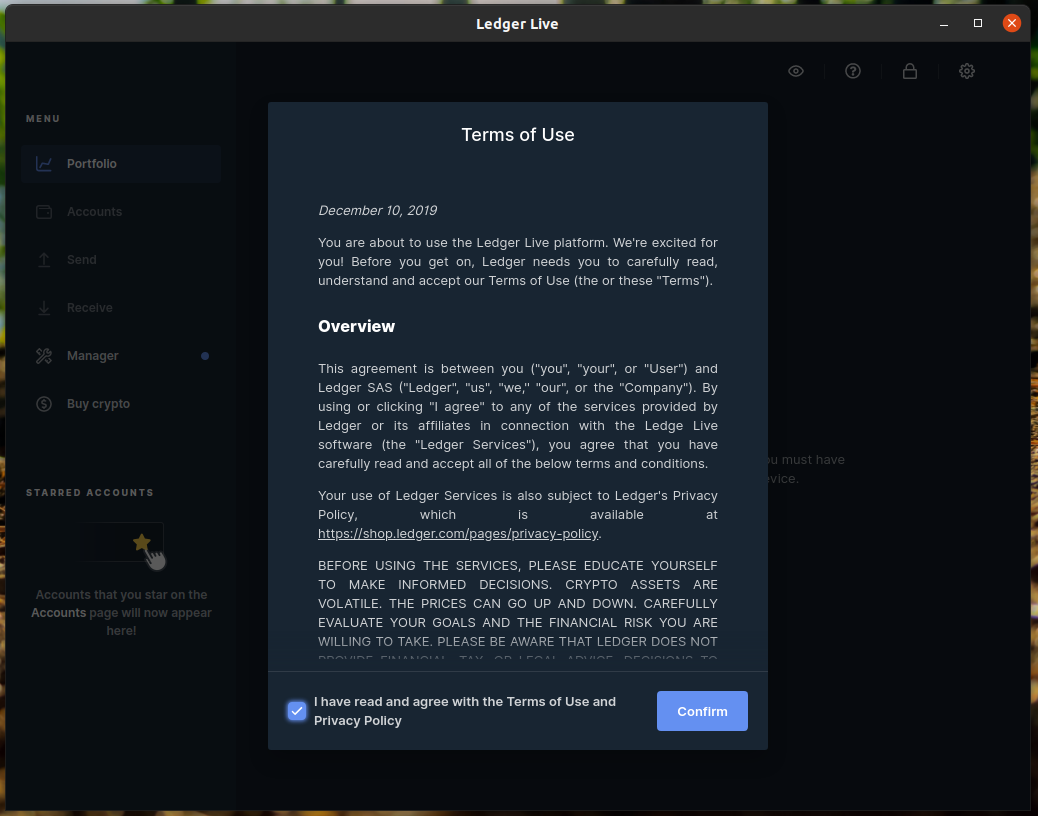 Ledger Live
MENU
Portfolio
Accounts
Send
Receive
Manager
Buy crypto
STARRED ACCOUNTS
Accounts that you star on the
Accounts page will now appear
here!
Terms of Use
December 10, 2019
You are about to use the Ledger Live platform. We're excited for
you! Before you get on, Ledger needs you to carefully read,
understand and accept our Terms of Use (the or these "Terms").
Overview
This agreement is between you ("you", "your", or "User") and
Ledger SAS ("Ledger", "us", "we," "our", or the "Company"). By
using or clicking "I agree" to any of the services provided by
Ledger or its affiliates in connection with the Ledge Live
software (the "Ledger Services"), you agree that you have
carefully read and accept all of the below terms and conditions.
Your use of Ledger Services is also subject to Ledger's Privacy
Policy, which is available at
https://shop.ledger.com/pages/privacy-policy.
BEFORE USING THE SERVICES, PLEASE EDUCATE YOURSELF
TO MAKE INFORMED DECISIONS. CRYPTO ASSETS ARE
VOLATILE. THE PRICES CAN GO UP AND DOWN. CAREFULLY
EVALUATE YOUR GOALS AND THE FINANCIAL RISK YOU ARE
WILLING TO TAKE. PLEASE BE AWARE THAT LEDGER DOES NOT
PROVIDE FINANCIAL, TAX, OR LEGAL ADVICE. DECISIONS TO
I have read and agree with the Terms of Use and
Privacy Policy
Confirm
must have